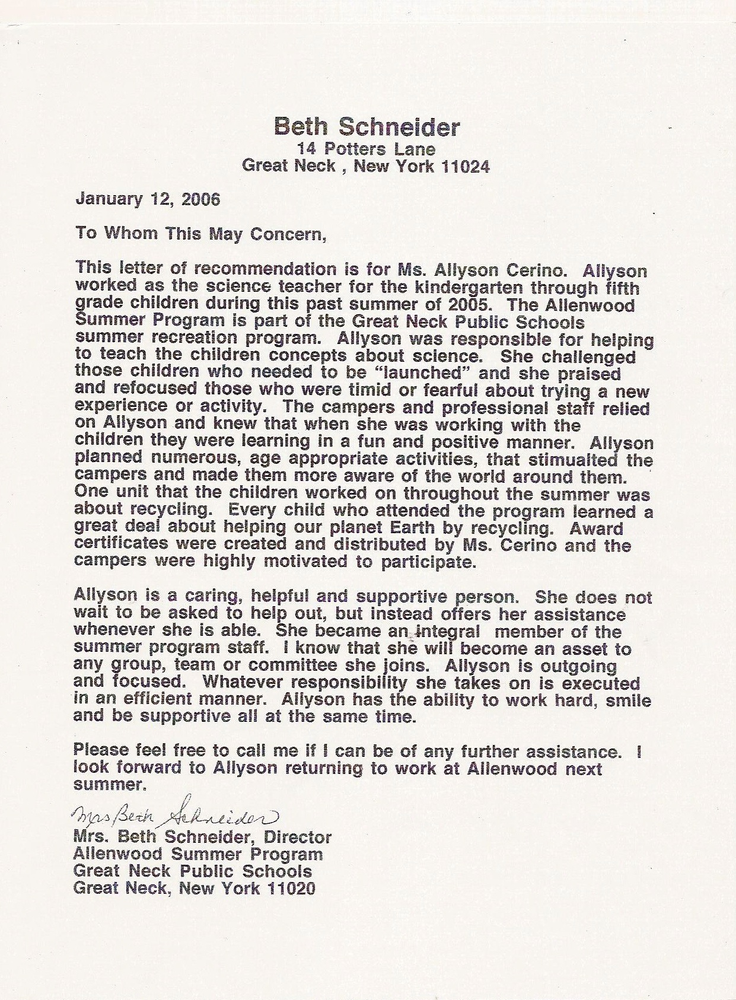 Beth Schneider
14 Potters Lane
Great Neck , New York 11024
January 12, 2006
To Whom This May Concern,
This letter of recommendation is for Ms. Allyson Cerino.  Allyson
worked as the science teacher for the kindergarten through fifth
grade children during this past summer of 2005.  The Allenwood
Summer Program is part of the Great Neck Public Schools
summer recreation program.  Allyson was responsible for helping
to teach the children concepts about science.  She challenged
those children who needed to be “launched” and she praised
and refocused those who were timid or fearful about trying a new
experience or activity.  The campers and professional staff relied
on Allyson and knew that when she was working with the
children they were learning in a fun and positive manner.  Allyson
planned numerous, age appropriate activities, that stimualted the
campers and made them more aware of the world around them.
One unit that the children worked on throughout the summer was
about recycling.  Every child who attended the program learned a
great deal about helping our planet Earth by recycling.  Award
certificates were created and distributed by Ms. Cerino and the
campers were highly motivated to participate.
Allyson is a caring, helpful and supportive person.  She does not
wait to be asked to help out, but instead offers her assistance
whenever she is able.  She became an integral  member of the
summer program staff.  I know that she will become an asset to
any group, team or committee she joins.  Allyson is outgoing
and focused.  Whatever responsibility she takes on is executed
in an efficient manner.  Allyson has the ability to work hard, smile
and be supportive all at the same time.
Please feel free to call me if I can be of any further assistance.  I
look forward to Allyson returning to work at Allenwood next
summer.
Mrs Beth Schneider
Mrs. Beth Schneider, Director
Allenwood Summer Program
Great Neck Public Schools
Great Neck, New York 11020